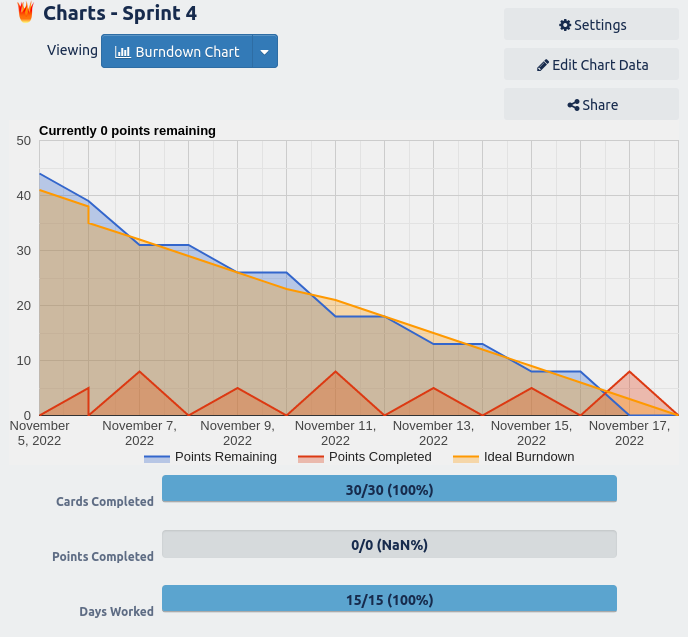 Charts - Sprint 4
Viewing Burndown Chart
Settings
Edit Chart Data
Share
Currently 0 points remaining
50
40
30
20
10
0
November 5, 2022
November 7, 2022
November 9, 2022
November 11, 2022
November 13, 2022
November 15, 2022
November 17, 2022
Points Remaining Points Completed Ideal Burndown
Cards Completed 30/30 (100%)
Points Completed 0/0 (NaN%)
Days Worked 15/15 (100%)